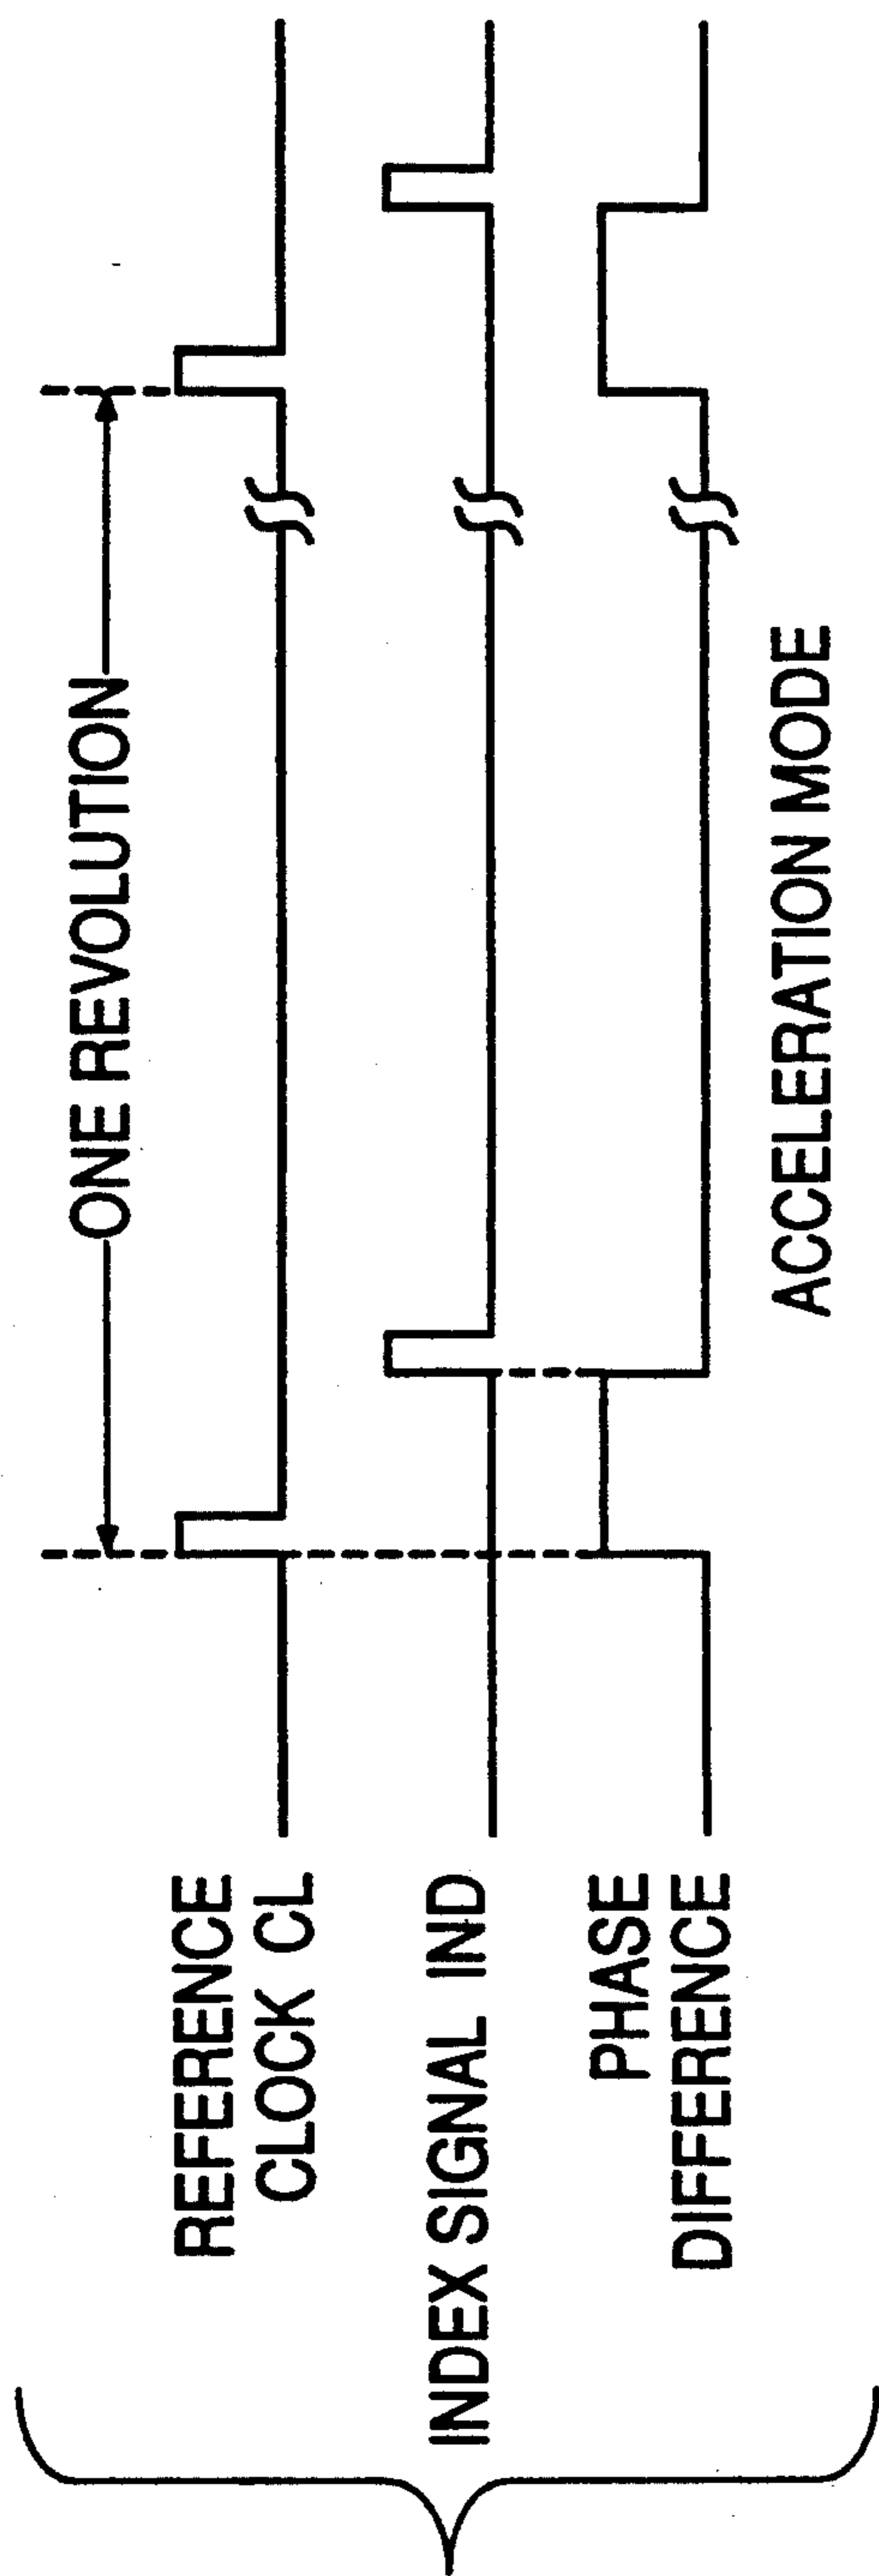 ONE REVOLUTION
REFERENCE
CLOCK CL
INDEX SIGNAL IND
PHASE
DIFFERENCE
ACCELERATION MODE